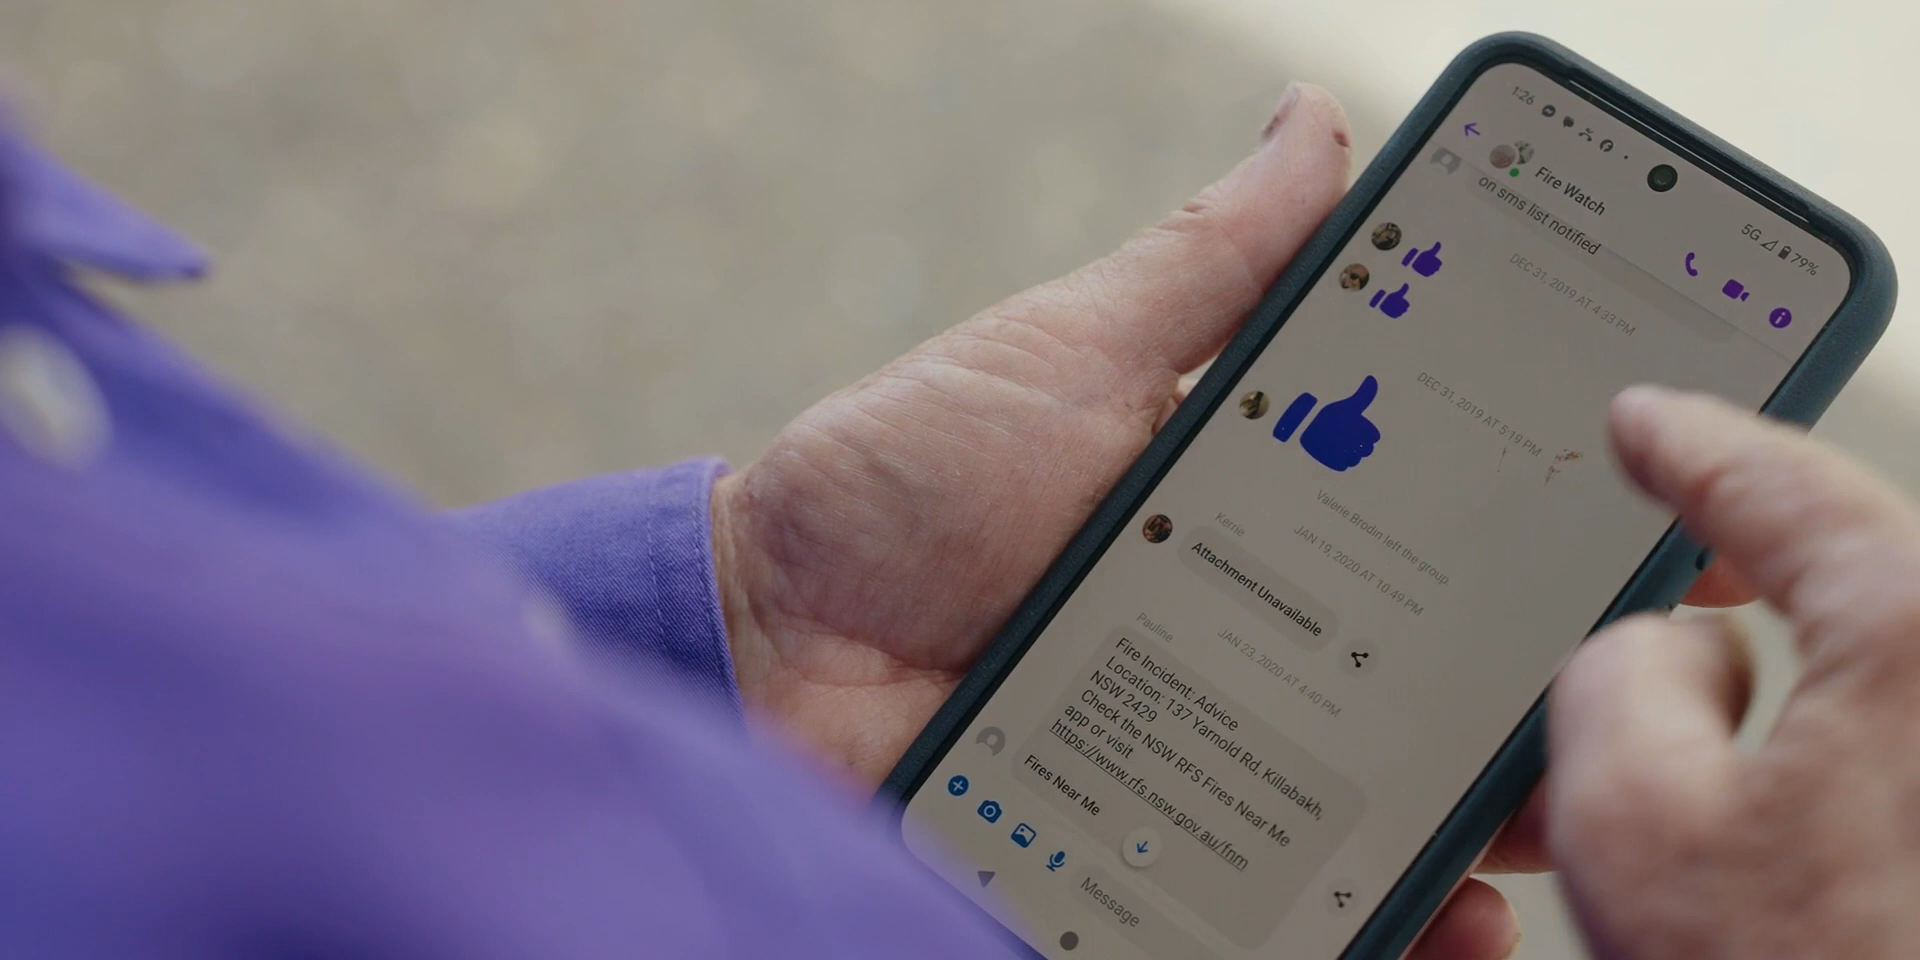 1:26
5G 79%
Fire Watch
on sms list notified
DEC 31, 2019 AT 4:33 PM
DEC 31, 2019 AT 5:19 PM
Valerie Brodin left the group.
JAN 19, 2020 AT 10:49 PM
Kerrie
Attachment Unavailable
JAN 23, 2020 AT 4:40 PM
Pauline
Fire Incident: Advice
Location: 137 Yarnold Rd, Killabakh,
NSW 2429
Check the NSW RFS Fires Near Me
app or visit
https://www.rfs.nsw.gov.au/fnm
Fires Near Me
Message